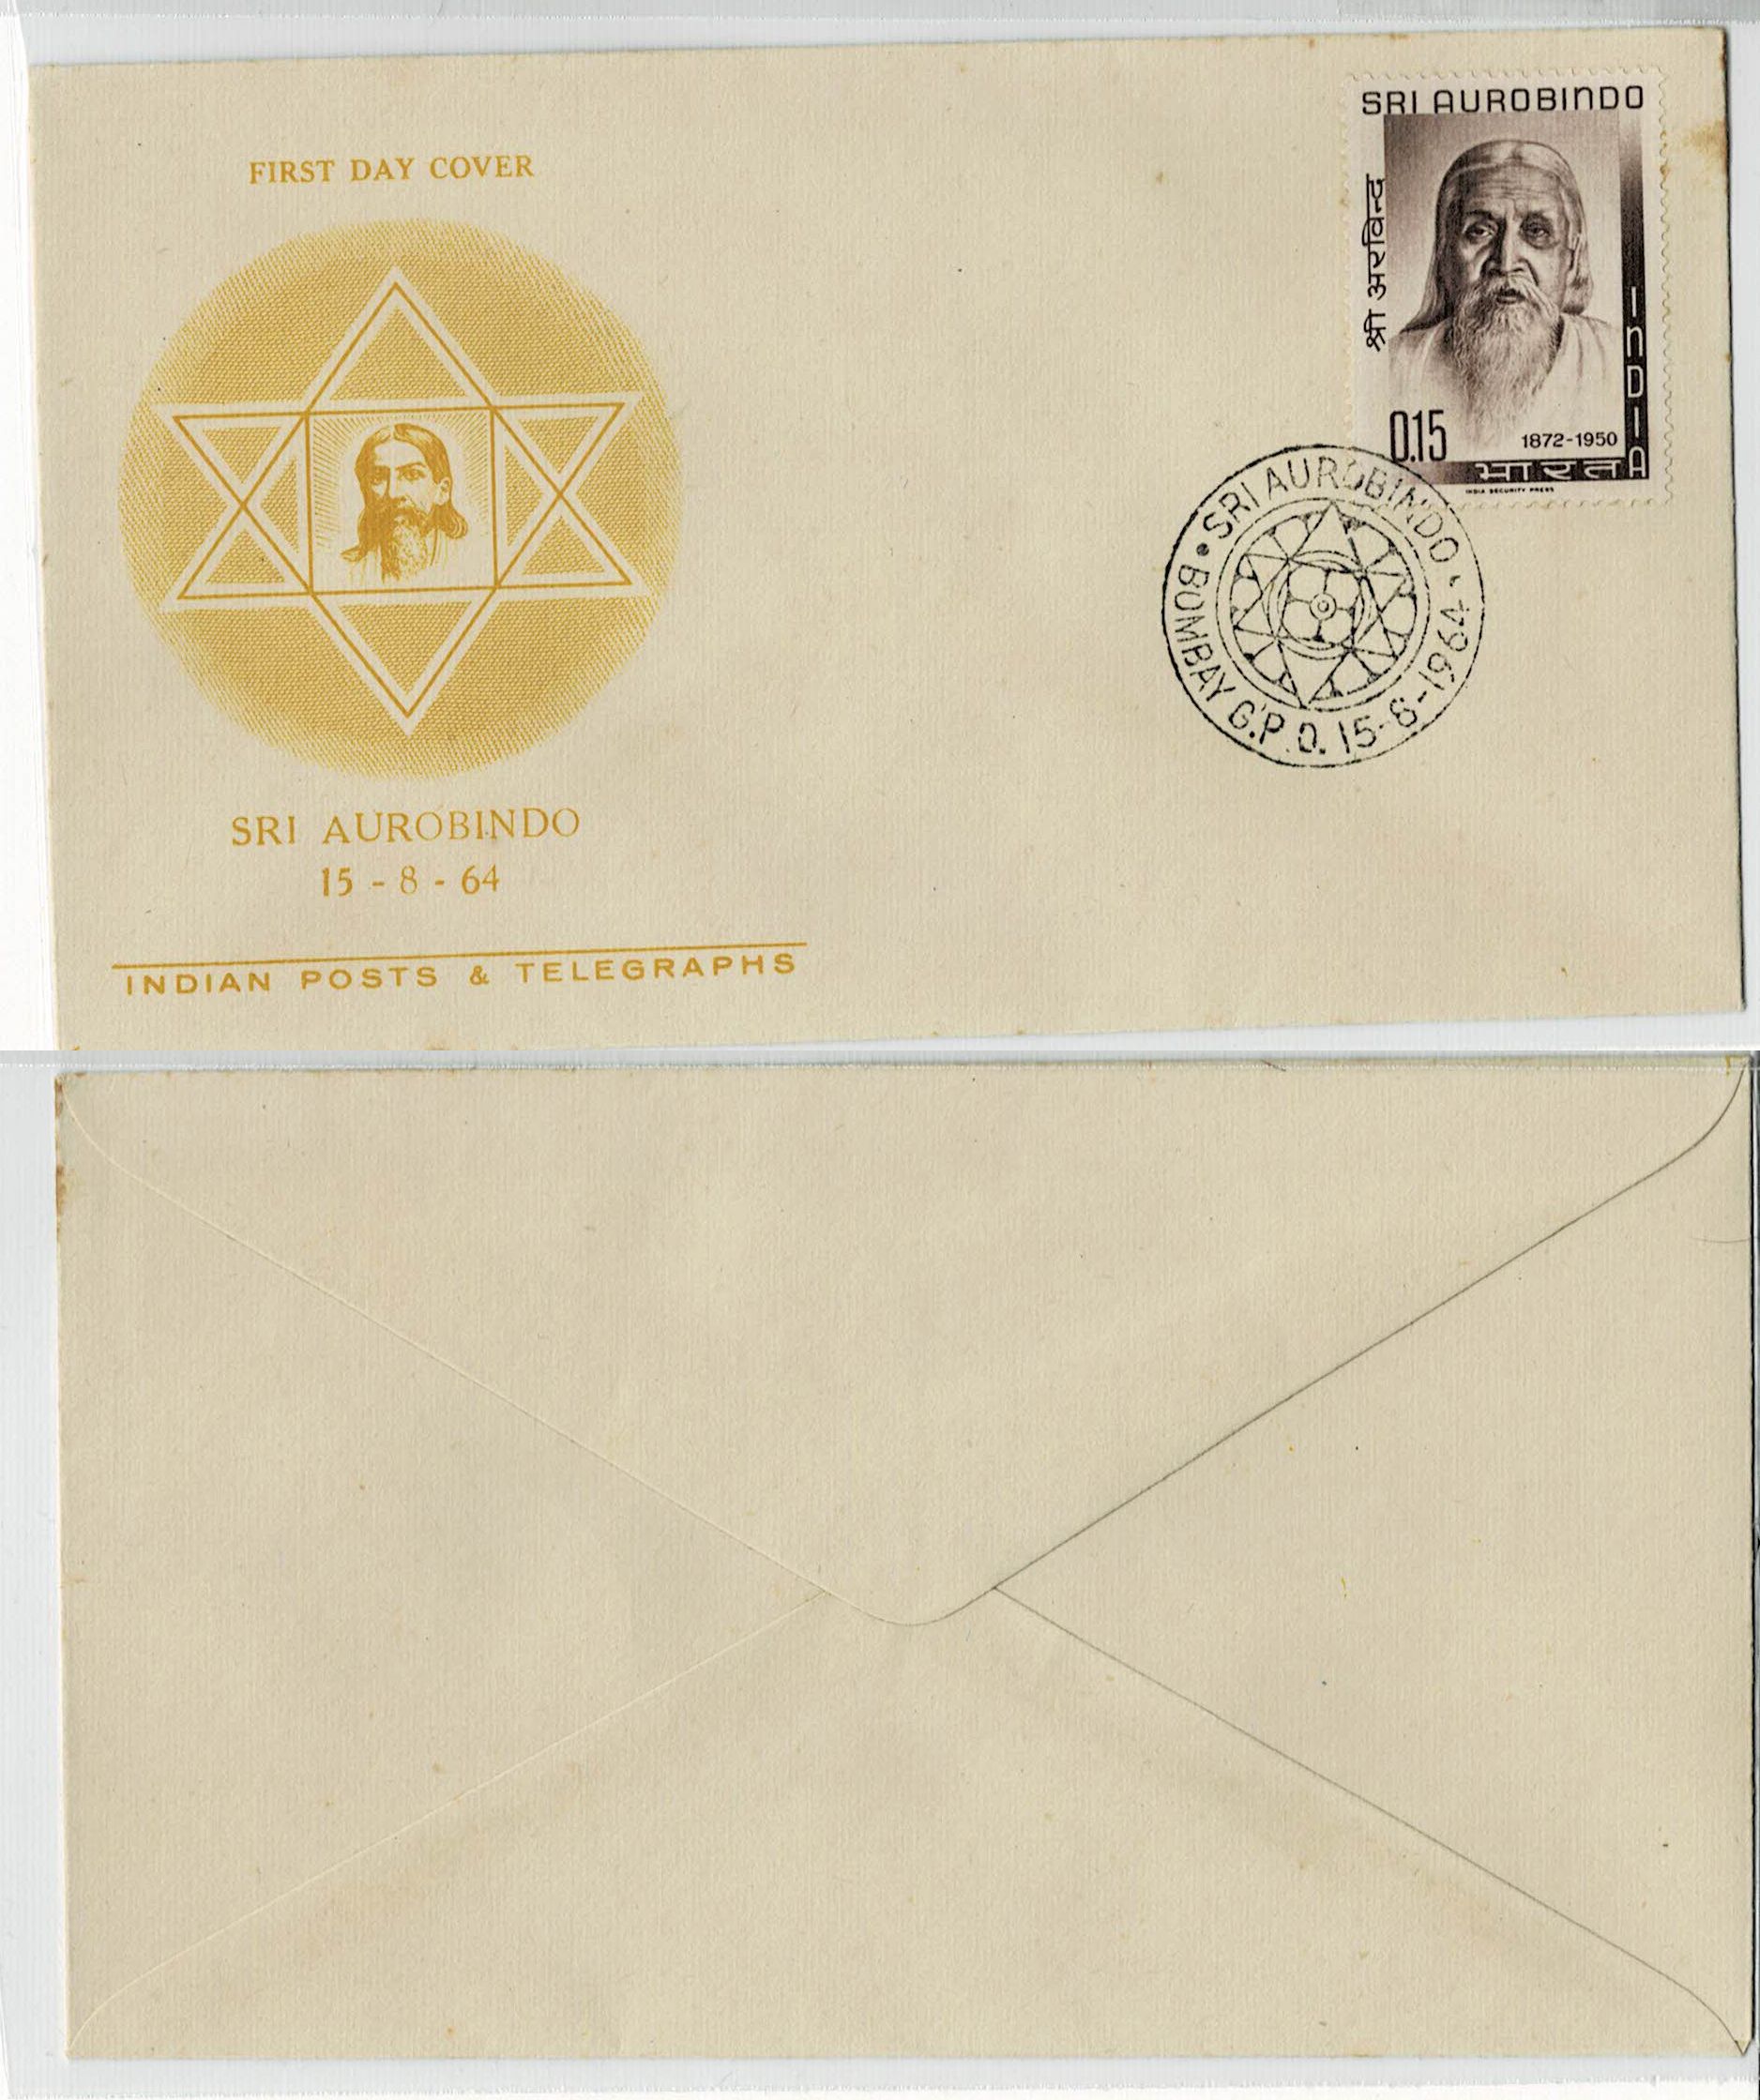 FIRST DAY COVER
SRI AUROBINDO
15 - 8 - 64
INDIAN POSTS & TELEGRAPHS
SRI AUROBINDO
श्री अरविन्द
INDIA
0.15
1872-1950
भारत
INDIA SECURITY PRESS
SRI AUROBINDO
BOMBAY G.P.O. 15-8-1964